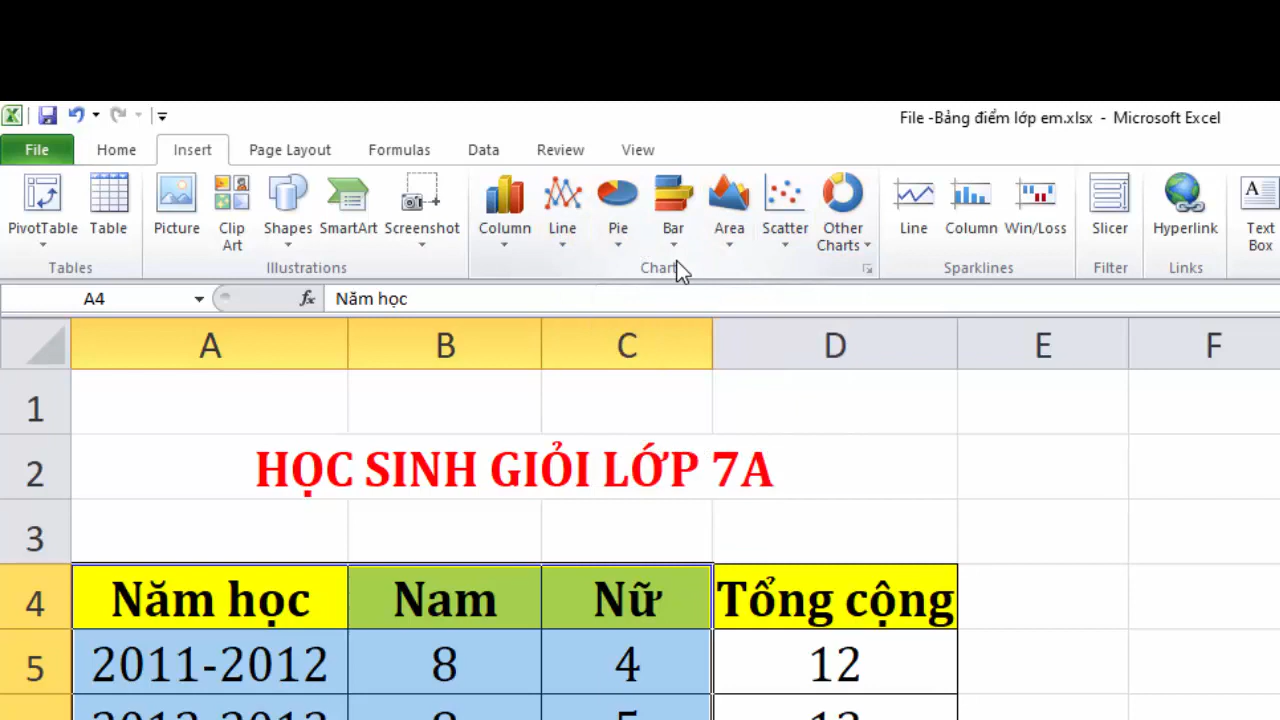 File -Bảng điểm lớp em.xlsx - Microsoft Excel
File Home Insert Page Layout Formulas Data Review View
PivotTable Table Picture Clip Art Shapes SmartArt Screenshot Column Line Pie Bar Area Scatter Other Charts Line Column Win/Loss Slicer Hyperlink Text Box
Tables Illustrations Sparklines Filter Links
A4 fx Năm học
A B C D E F
1
2 HỌC SINH GIỎI LỚP 7A
3
4 Năm học Nam Nữ Tổng cộng
5 2011-2012 8 4 12